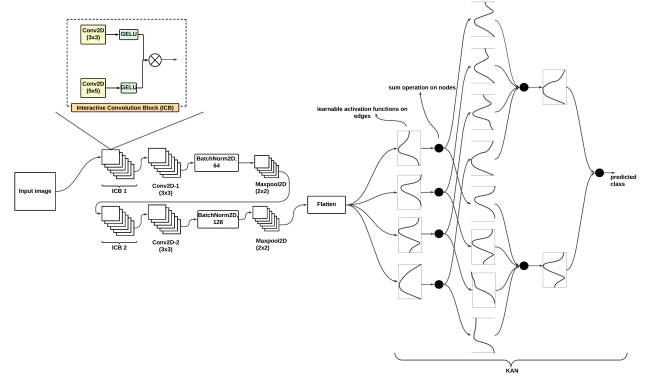 Conv2D
(3x3)
GELU
Conv2D
(5x5)
GELU
Interactive Convolution Block (ICB)
sum operation on nodes
learnable activation functions on
edges
Input image
ICB 1
Conv2D-1
(3x3)
BatchNorm2D,
64
Maxpool2D
(2x2)
ICB 2
Conv2D-2
(3x3)
BatchNorm2D,
128
Maxpool2D
(2x2)
Flatten
predicted
class
KAN